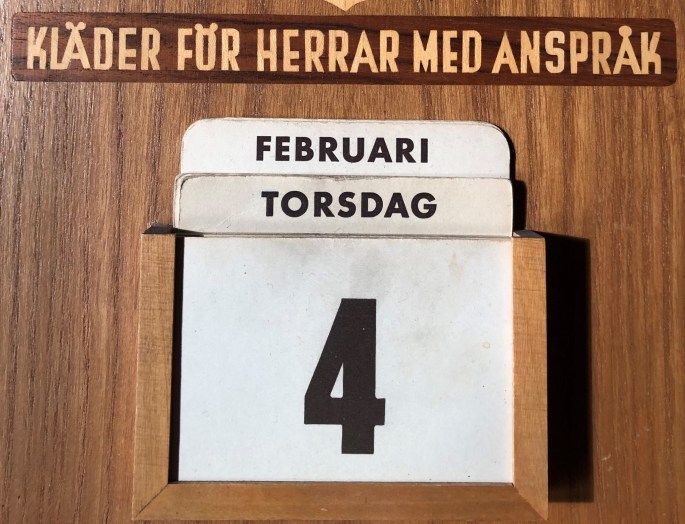 KLÄDER FÖR HERRAR MED ANSPRÅK
FEBRUARI
TORSDAG
4